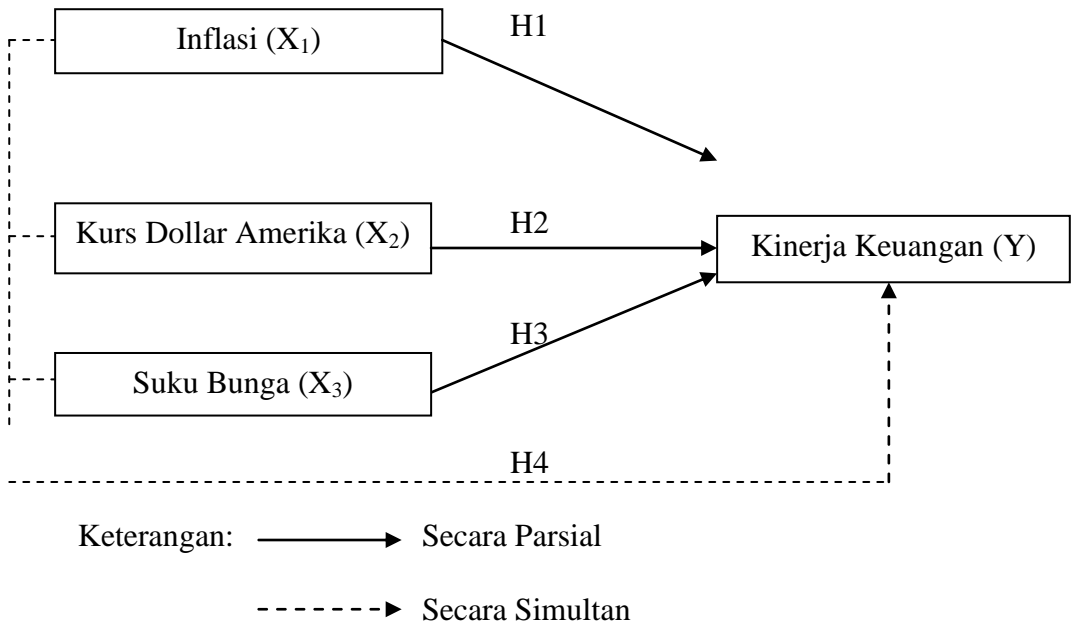 H1
Inflasi (X₁)
H2
Kurs Dollar Amerika (X₂)
Kinerja Keuangan (Y)
H3
Suku Bunga (X₃)
H4
Keterangan: Secara Parsial
Secara Simultan